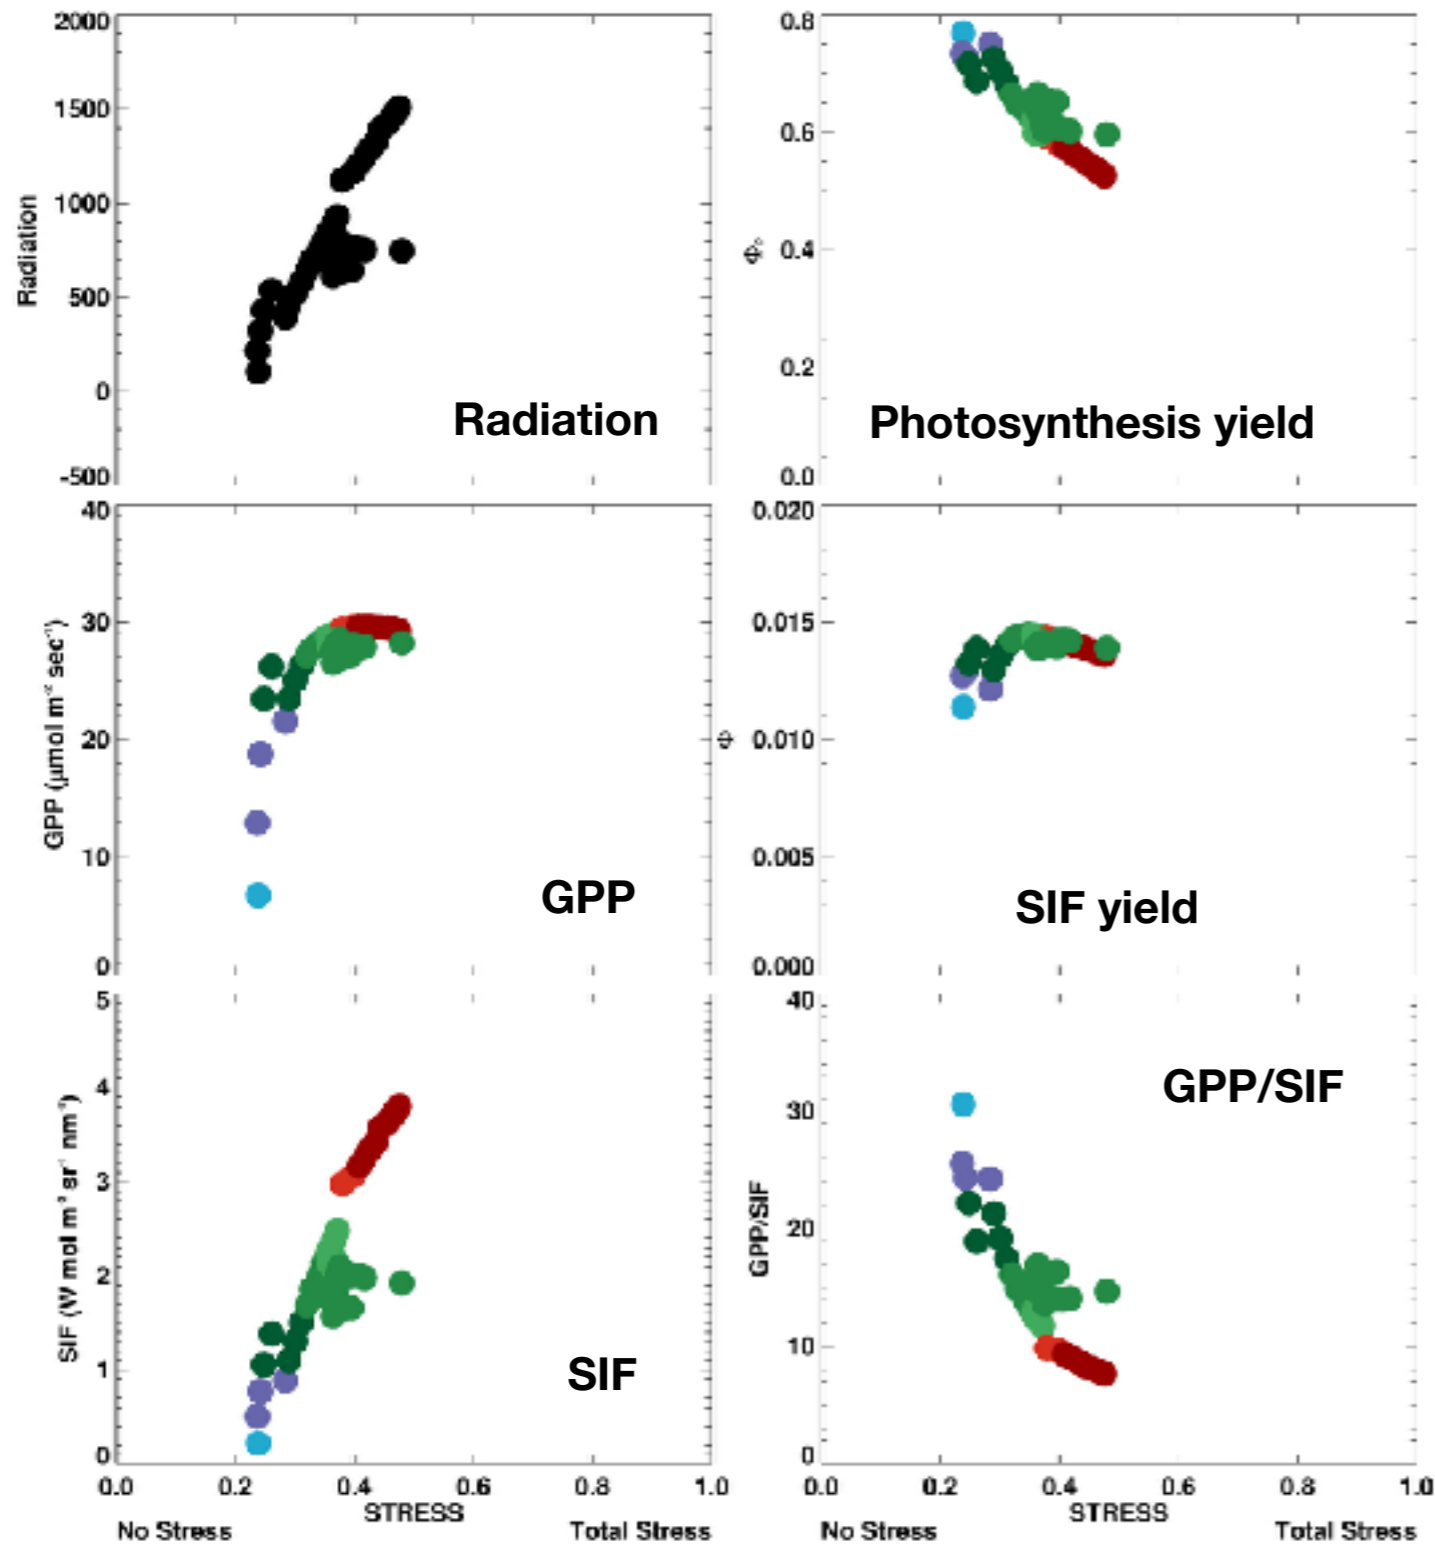 2000
1500
1000
500
0
-500
Radiation
Radiation
0.8
0.6
0.4
0.2
0.0
Photosynthesis yield
40
30
20
10
0
GPP (μmol m⁻² sec⁻¹)
GPP
0.020
0.015
0.010
0.005
0.000
Φ
SIF yield
5
4
3
2
1
0
SIF (W mol m⁻² sr⁻¹ nm⁻¹)
SIF
0.0 0.2 0.4 0.6 0.8 1.0
STRESS
No Stress Total Stress
40
30
20
10
0
GPP/SIF
GPP/SIF
0.0 0.2 0.4 0.6 0.8 1.0
STRESS
No Stress Total Stress